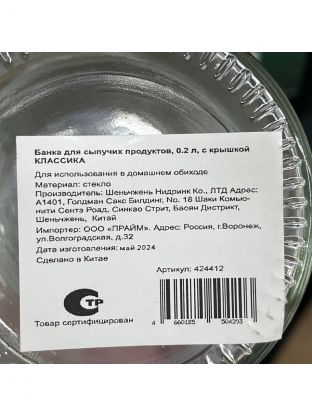 Банка для сыпучих продуктов, 0.2 л, с крышкой
КЛАССИКА
Для использования в домашнем обиходе
Материал: стекло
Производитель: Шеньчжень Нидринк Ко., ЛТД Адрес:
А1401, Голдман Сакс Билдинг, No. 18 Шаки Комью-
нити Сентэ Роад, Синкао Стрит, Баоян Дистрикт,
Шеньчжень, Китай
Импортер: ООО «ПРАЙМ». Адрес: Россия, г.Воронеж,
ул.Волгоградская, д.32
Дата изготовления: май 2024
Сделано в Китае
Артикул: 424412
СТР
Товар сертифицирован
4 660185 504203